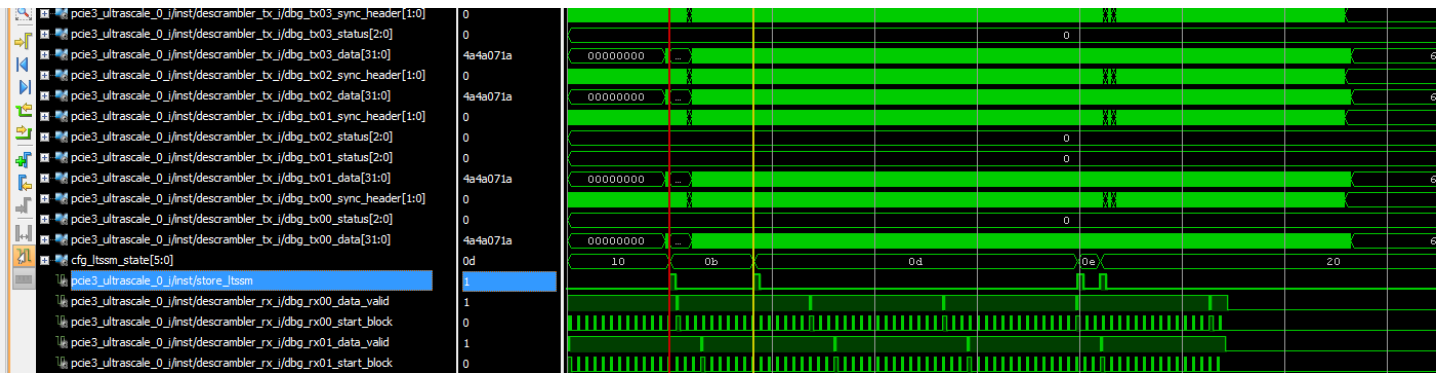 pcie3_ultrascale_0_i/inst/descrambler_tx_i/dbg_tx03_sync_header[1:0] 0
pcie3_ultrascale_0_i/inst/descrambler_tx_i/dbg_tx03_status[2:0] 0 0
pcie3_ultrascale_0_i/inst/descrambler_tx_i/dbg_tx03_data[31:0] 4a4a071a 00000000 ... 6
pcie3_ultrascale_0_i/inst/descrambler_tx_i/dbg_tx02_sync_header[1:0] 0
pcie3_ultrascale_0_i/inst/descrambler_tx_i/dbg_tx02_data[31:0] 4a4a071a 00000000 ... 6
pcie3_ultrascale_0_i/inst/descrambler_tx_i/dbg_tx01_sync_header[1:0] 0
pcie3_ultrascale_0_i/inst/descrambler_tx_i/dbg_tx02_status[2:0] 0 0
pcie3_ultrascale_0_i/inst/descrambler_tx_i/dbg_tx01_status[2:0] 0 0
pcie3_ultrascale_0_i/inst/descrambler_tx_i/dbg_tx01_data[31:0] 4a4a071a 00000000 ... 6
pcie3_ultrascale_0_i/inst/descrambler_tx_i/dbg_tx00_sync_header[1:0] 0
pcie3_ultrascale_0_i/inst/descrambler_tx_i/dbg_tx00_status[2:0] 0 0
pcie3_ultrascale_0_i/inst/descrambler_tx_i/dbg_tx00_data[31:0] 4a4a071a 00000000 ... 6
cfg_ltssm_state[5:0] 0d 10 0b 0d 0e 20
pcie3_ultrascale_0_i/inst/store_ltssm 1
pcie3_ultrascale_0_i/inst/descrambler_rx_i/dbg_rx00_data_valid 1
pcie3_ultrascale_0_i/inst/descrambler_rx_i/dbg_rx00_start_block 0
pcie3_ultrascale_0_i/inst/descrambler_rx_i/dbg_rx01_data_valid 1
pcie3_ultrascale_0_i/inst/descrambler_rx_i/dbg_rx01_start_block 0